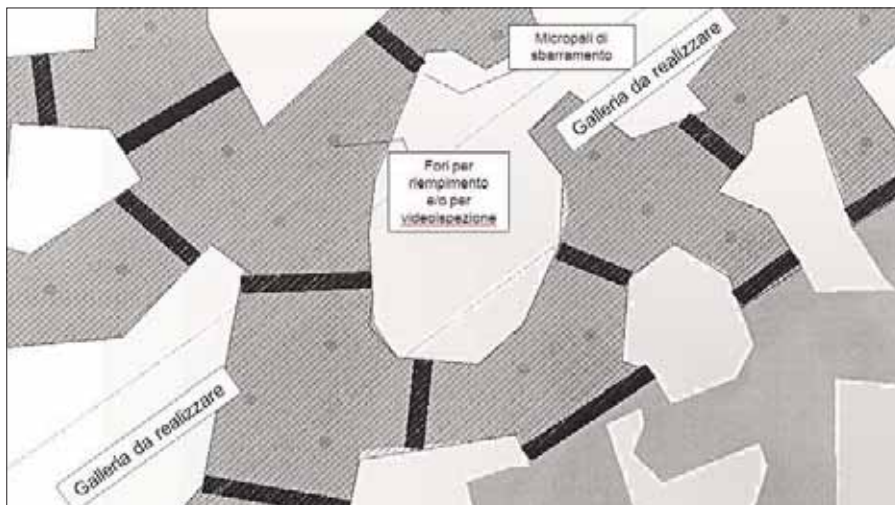 Micropali di
sbarramento
Galleria da realizzare
Fori per
riempimento
e/o per
videoispezione
Galleria da realizzare